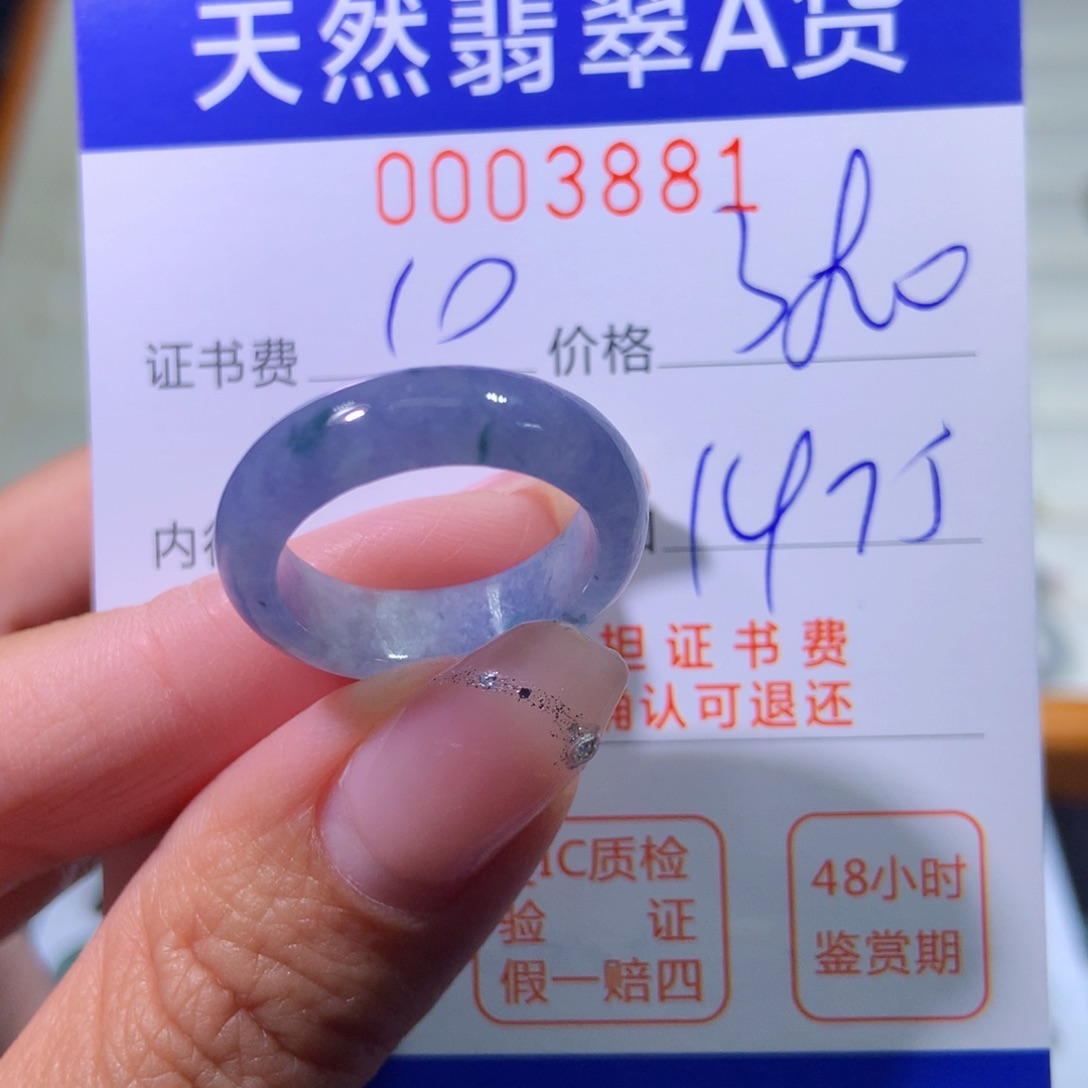 天然翡翠A货
0003881
证书费 10 价格 380
内
担证书费
认可退还
IC质检
验 证
假一赔四
48小时
鉴赏期